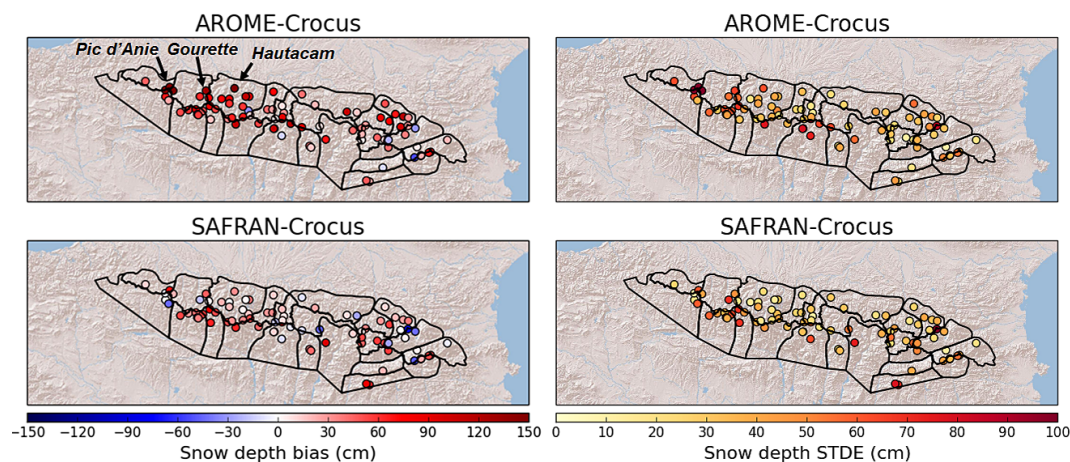 AROME-Crocus
AROME-Crocus
Pic d'Anie Gourette Hautacam
SAFRAN-Crocus
SAFRAN-Crocus
−150 −120 −90 −60 −30 0 30 60 90 120 150
0 10 20 30 40 50 60 70 80 90 100
Snow depth bias (cm)
Snow depth STDE (cm)